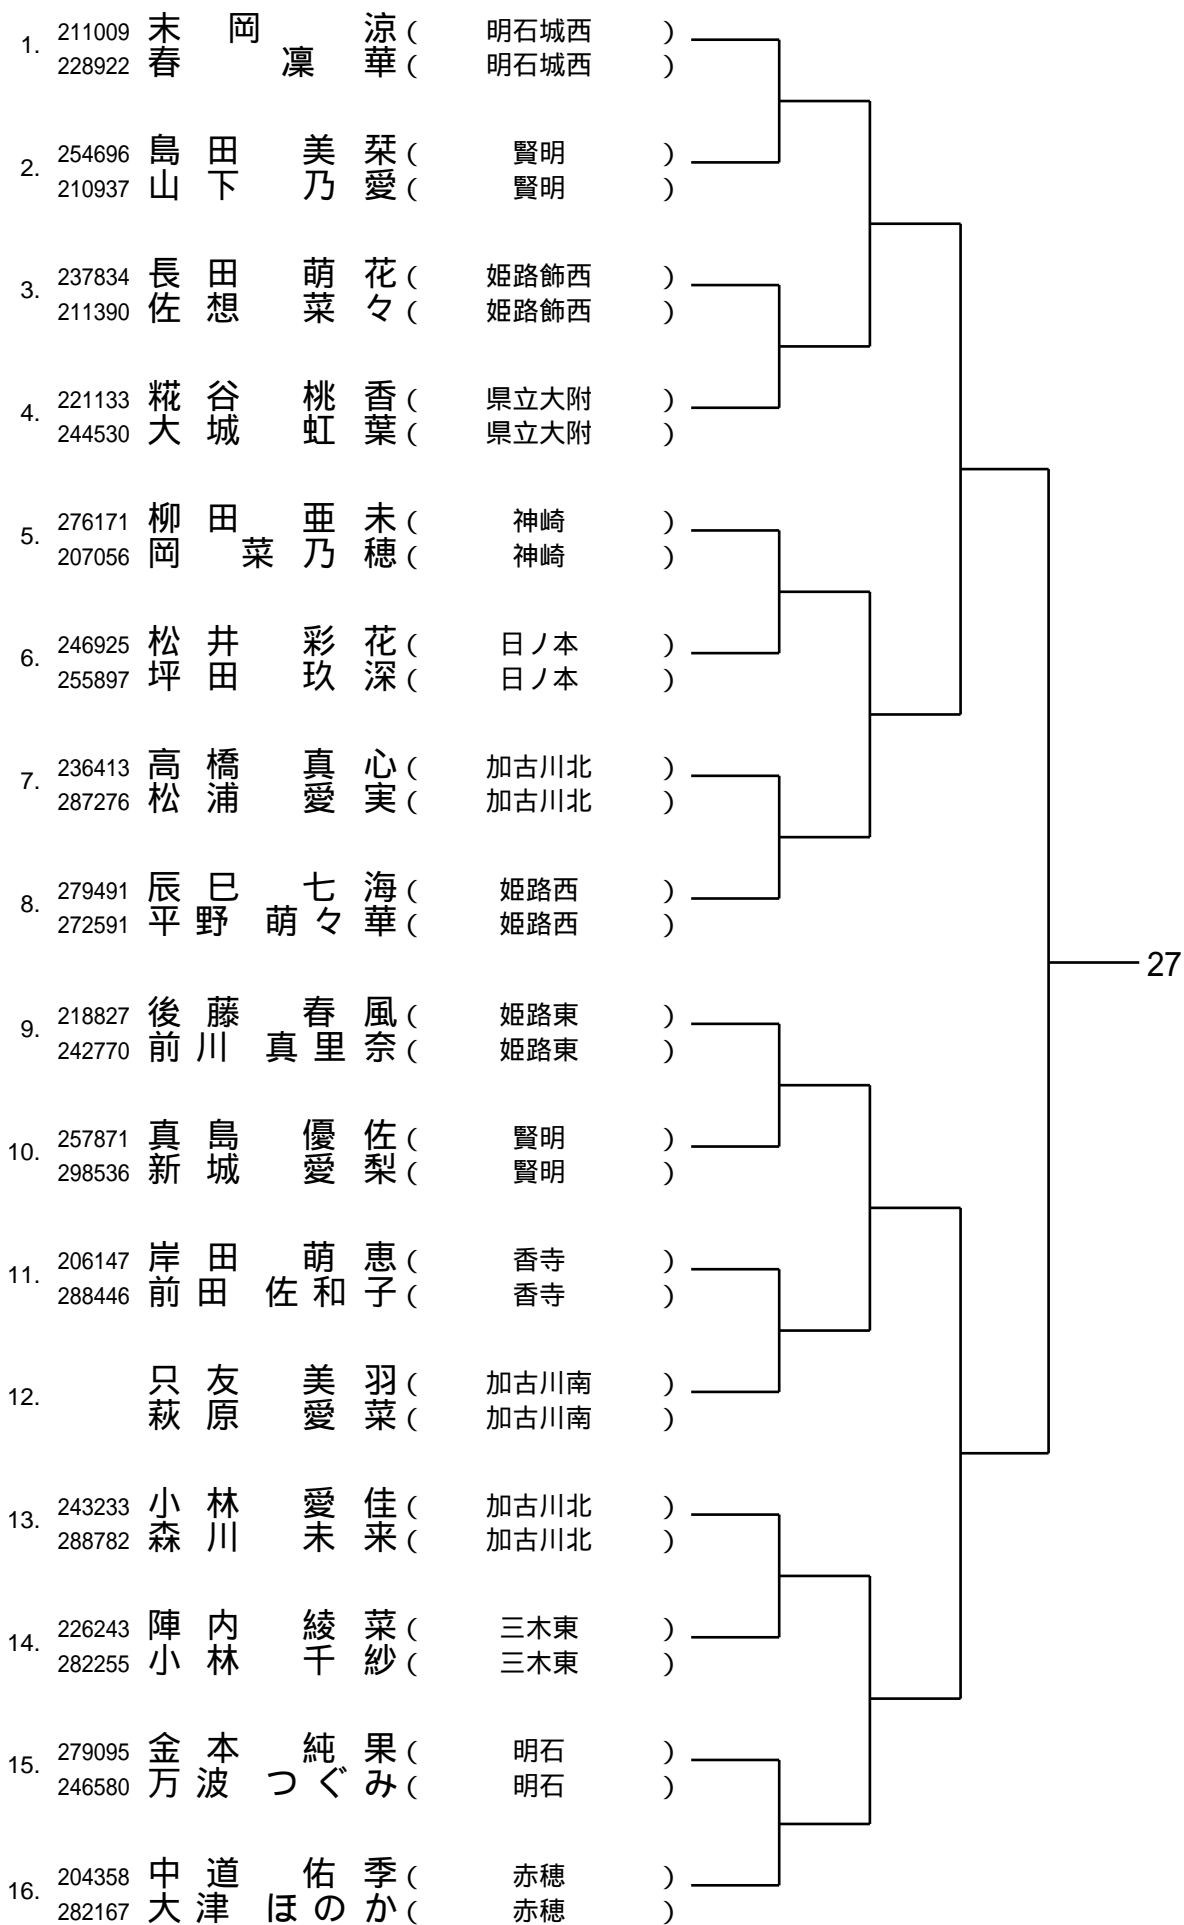 1. 211009 末岡 涼 ( 明石城西 )
228922 春 凜華 ( 明石城西 )
2. 254696 島田 美栞 ( 賢明 )
210937 山下 乃愛 ( 賢明 )
3. 237834 長田 萌花 ( 姫路飾西 )
211390 佐想 菜々 ( 姫路飾西 )
4. 221133 糀谷 桃香 ( 県立大附 )
244530 大城 虹葉 ( 県立大附 )
5. 276171 柳田 亜未 ( 神崎 )
207056 岡 菜乃穂 ( 神崎 )
6. 246925 松井 彩花 ( 日ノ本 )
255897 坪田 玖深 ( 日ノ本 )
7. 236413 高橋 真心 ( 加古川北 )
287276 松浦 愛実 ( 加古川北 )
8. 279491 辰巳 七海 ( 姫路西 )
272591 平野 萌々華 ( 姫路西 )
27
9. 218827 後藤 春風 ( 姫路東 )
242770 前川 真里奈 ( 姫路東 )
10. 257871 真島 優佐 ( 賢明 )
298536 新城 愛梨 ( 賢明 )
11. 206147 岸田 萌恵 ( 香寺 )
288446 前田 佐和子 ( 香寺 )
12. 只友 美羽 ( 加古川南 )
萩原 愛菜 ( 加古川南 )
13. 243233 小林 愛佳 ( 加古川北 )
288782 森川 未来 ( 加古川北 )
14. 226243 陣内 綾菜 ( 三木東 )
282255 小林 千紗 ( 三木東 )
15. 279095 金本 純果 ( 明石 )
246580 万波 つぐみ ( 明石 )
16. 204358 中道 佑季 ( 赤穂 )
282167 大津 ほのか ( 赤穂 )